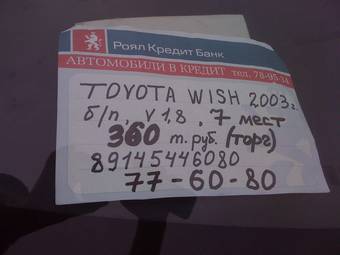 Роял Кредит Банк
АВТОМОБИЛИ В КРЕДИТ тел. 78-95-34
TOYOTA WISH 2003г.
б/п, V 1,8, 7 мест
360 т.руб. (торг)
89145446080
77-60-80